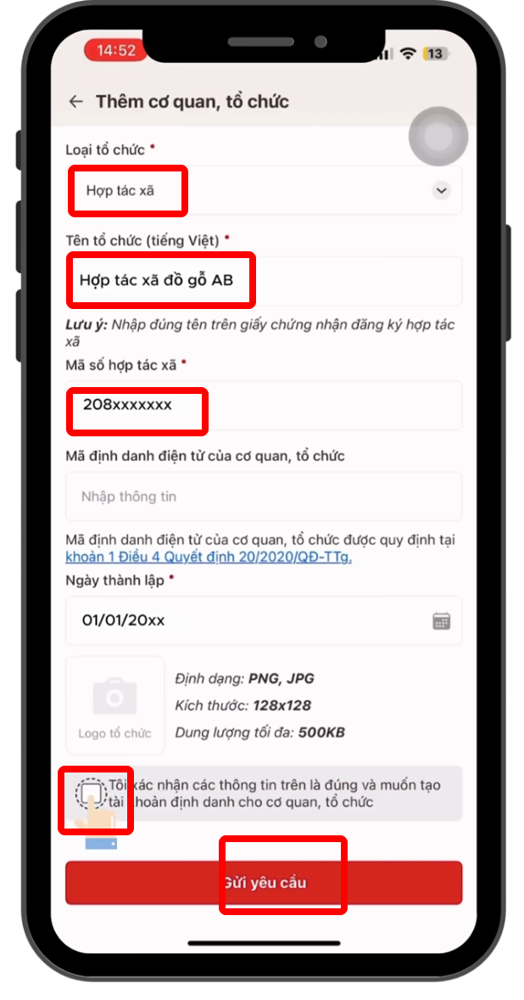 14:52
13
← Thêm cơ quan, tổ chức
Loại tổ chức *
Hợp tác xã
Tên tổ chức (tiếng Việt) *
Hợp tác xã đồ gỗ AB
Lưu ý: Nhập đúng tên trên giấy chứng nhận đăng ký hợp tác
xã
Mã số hợp tác xã *
208xxxxxxx
Mã định danh điện tử của cơ quan, tổ chức
Nhập thông tin
Mã định danh điện tử của cơ quan, tổ chức được quy định tại
khoản 1 Điều 4 Quyết định 20/2020/QĐ-TTg.
Ngày thành lập *
01/01/20xx
Định dạng: PNG, JPG
Kích thước: 128x128
Logo tổ chức
Dung lượng tối đa: 500KB
Tôi xác nhận các thông tin trên là đúng và muốn tạo
tài khoản định danh cho cơ quan, tổ chức
Gửi yêu cầu